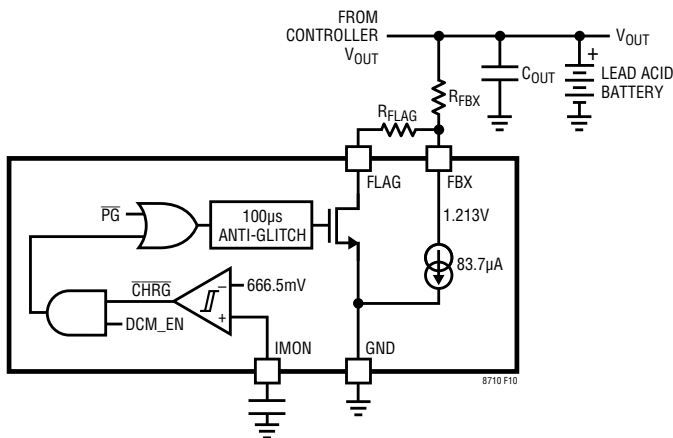 FROM
CONTROLLER
VOUT
VOUT
COUT
+
LEAD ACID
BATTERY
RFBX
RFLAG
FLAG
FBX
1.213V
83.7µA
PG
100µs
ANTI-GLITCH
CHRG
– 666.5mV
+
DCM_EN
IMON
GND
8710 F10